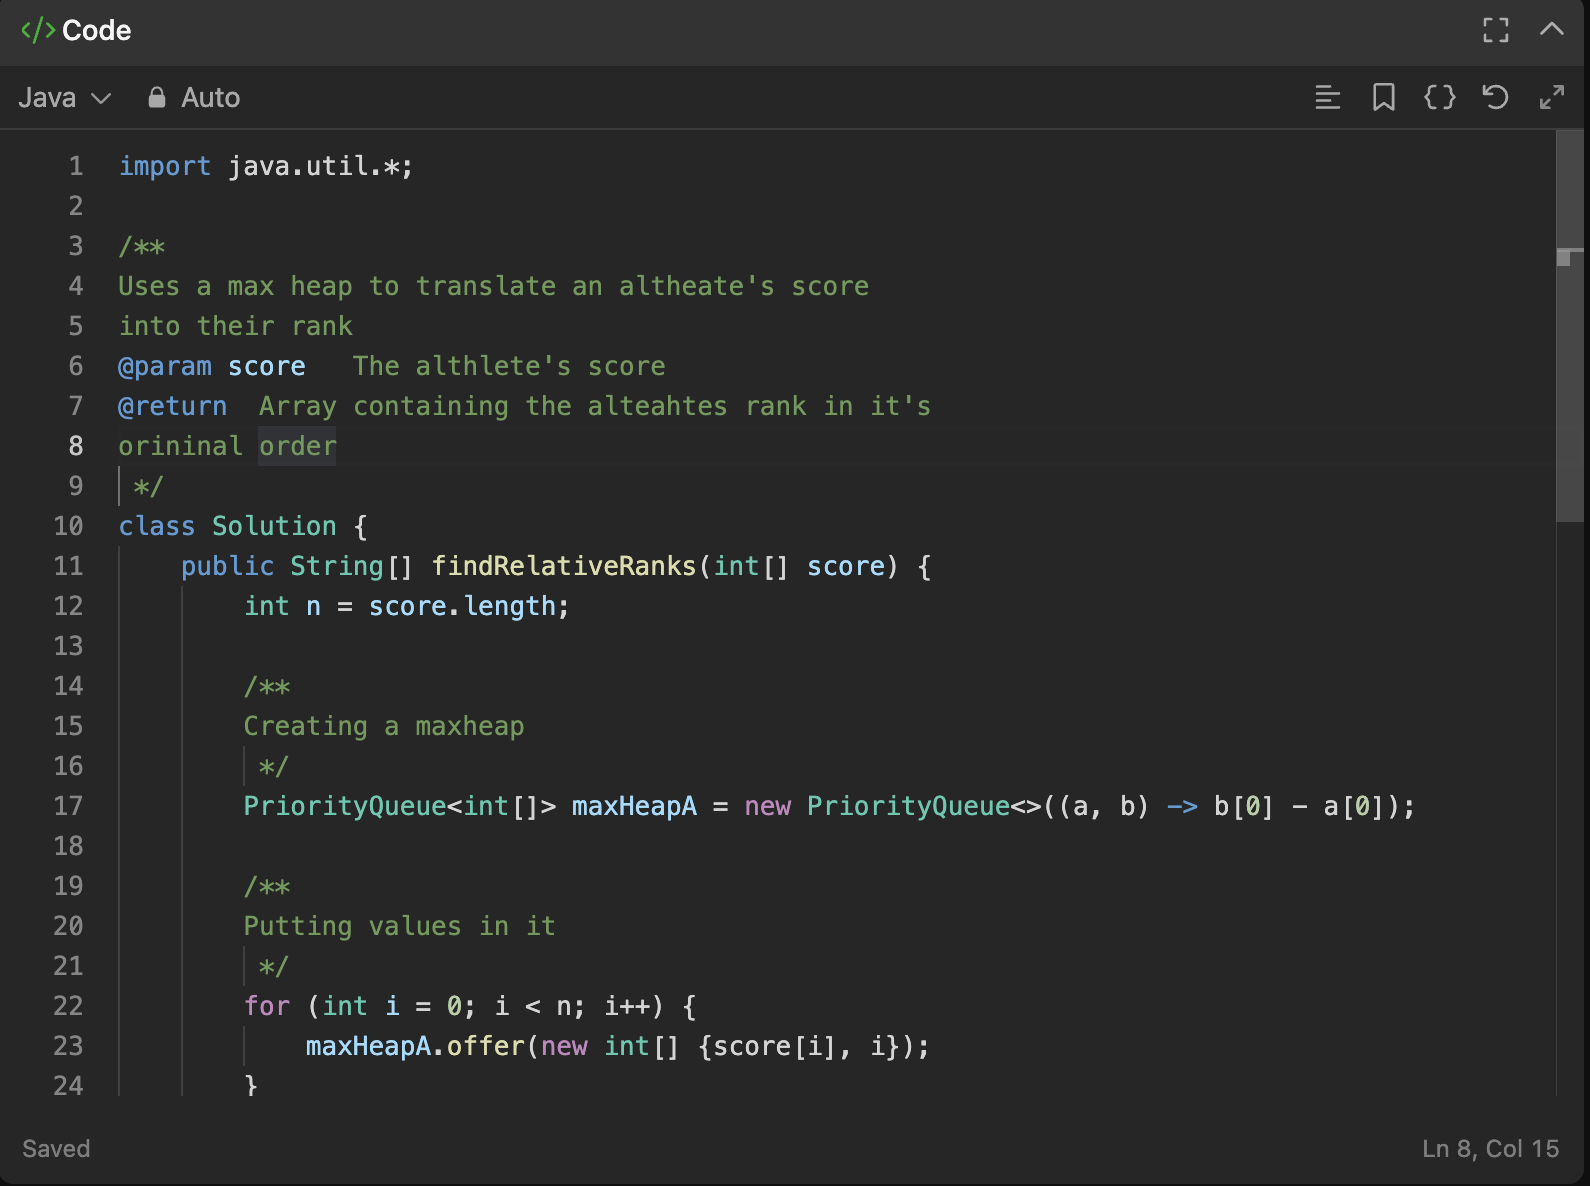 </> Code
Java Auto
1 import java.util.*;
2
3 /**
4 Uses a max heap to translate an altheate's score
5 into their rank
6 @param score   The althlete's score
7 @return  Array containing the alteahtes rank in it's
8 orininal order
9  */
10 class Solution {
11     public String[] findRelativeRanks(int[] score) {
12         int n = score.length;
13
14         /**
15         Creating a maxheap
16          */
17         PriorityQueue<int[]> maxHeapA = new PriorityQueue<>((a, b) -> b[0] - a[0]);
18
19         /**
20         Putting values in it
21          */
22         for (int i = 0; i < n; i++) {
23             maxHeapA.offer(new int[] {score[i], i});
24         }
Saved Ln 8, Col 15